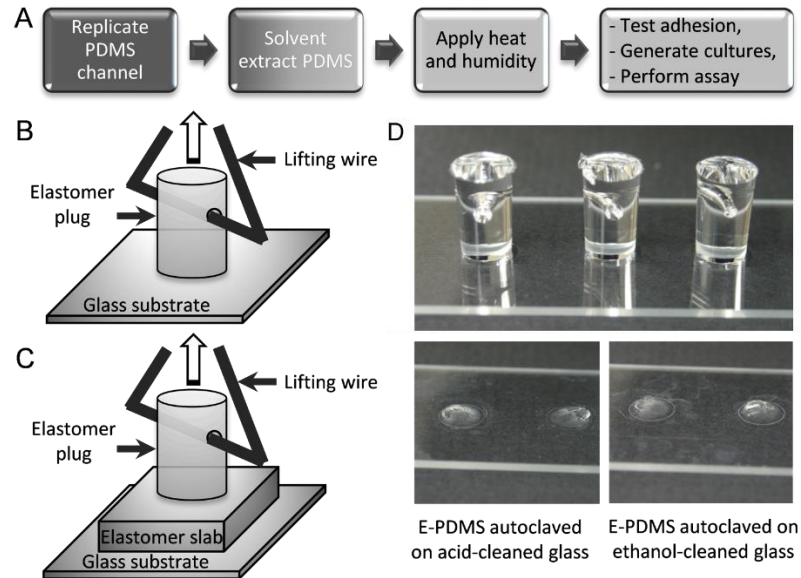 A
Replicate
PDMS
channel
Solvent
extract PDMS
Apply heat
and humidity
- Test adhesion,
- Generate cultures,
- Perform assay
B
Lifting wire
Elastomer
plug
Glass substrate
C
Lifting wire
Elastomer
plug
Elastomer slab
Glass substrate
D
E-PDMS autoclaved
on acid-cleaned glass
E-PDMS autoclaved on
ethanol-cleaned glass